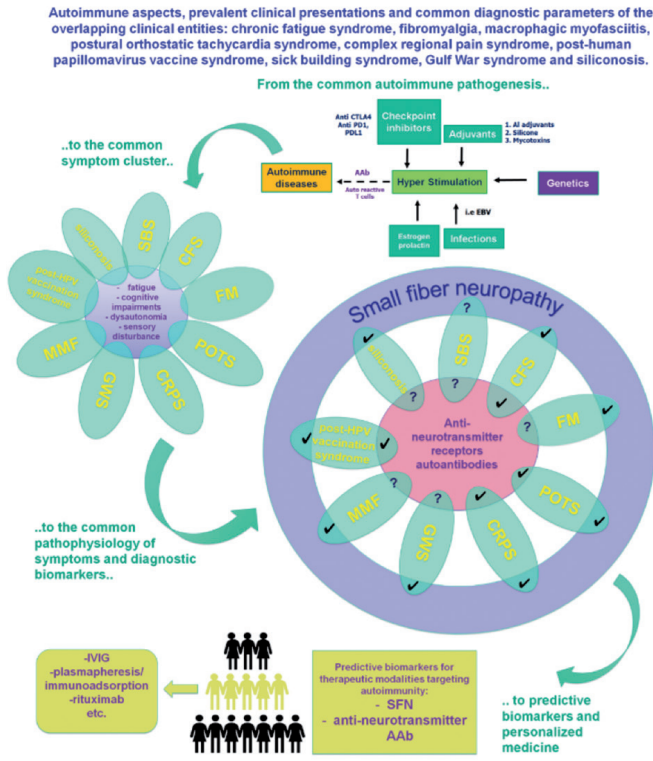 Autoimmune aspects, prevalent clinical presentations and common diagnostic parameters of the
overlapping clinical entities: chronic fatigue syndrome, fibromyalgia, macrophagic myofasciitis,
postural orthostatic tachycardia syndrome, complex regional pain syndrome, post-human
papillomavirus vaccine syndrome, sick building syndrome, Gulf War syndrome and siliconosis.
From the common autoimmune pathogenesis..
Anti CTLA4
Anti PD1,
PDL1
Checkpoint
inhibitors
Adjuvants
1. Al adjuvants
2. Silicone
3. Mycotoxins
..to the common
symptom cluster..
Autoimmune
diseases
AAb
Auto reactive
T cells
Hyper Stimulation
Genetics
i.e EBV
Estrogen
prolactin
Infections
siliconosis
SBS
CFS
FM
POTS
CRPS
GWS
MMF
post-HPV
vaccination
syndrome
- fatigue
- cognitive
impairments
- dysautonomia
- sensory
disturbance
Small fiber neuropathy
siliconosis
?
SBS
?
?
CFS
FM
?
POTS
CRPS
GWS
?
MMF
?
post-HPV
vaccination
syndrome
Anti-
neurotransmitter
receptors
autoantibodies
..to the common
pathophysiology of
symptoms and diagnostic
biomarkers..
-IVIG
-plasmapheresis/
immunoadsorption
-rituximab
etc.
Predictive biomarkers for
therapeutic modalities targeting
autoimmunity:
- SFN
- anti-neurotransmitter
AAb
.. to predictive
biomarkers and
personalized
medicine